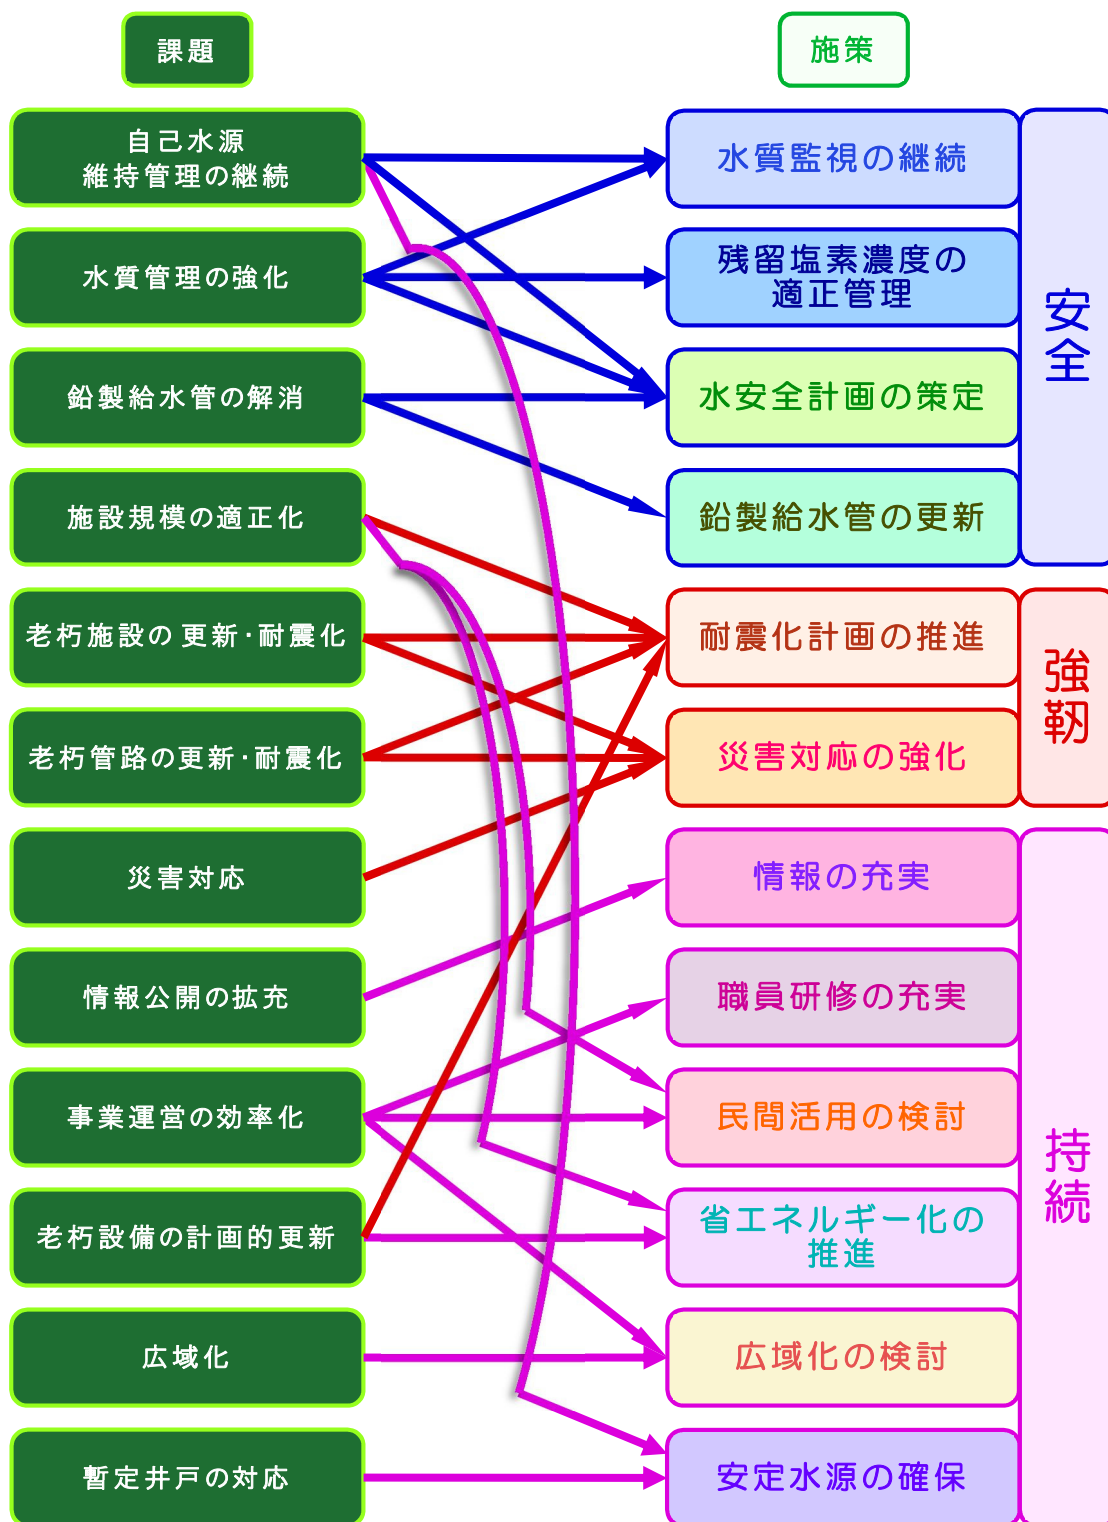 課題
施策
自己水源
維持管理の継続
水質管理の強化
鉛製給水管の解消
施設規模の適正化
老朽施設の更新･耐震化
老朽管路の更新･耐震化
災害対応
情報公開の拡充
事業運営の効率化
老朽設備の計画的更新
広域化
暫定井戸の対応
水質監視の継続
残留塩素濃度の
適正管理
水安全計画の策定
鉛製給水管の更新
耐震化計画の推進
災害対応の強化
情報の充実
職員研修の充実
民間活用の検討
省エネルギー化の
推進
広域化の検討
安定水源の確保
安全
強靭
持続